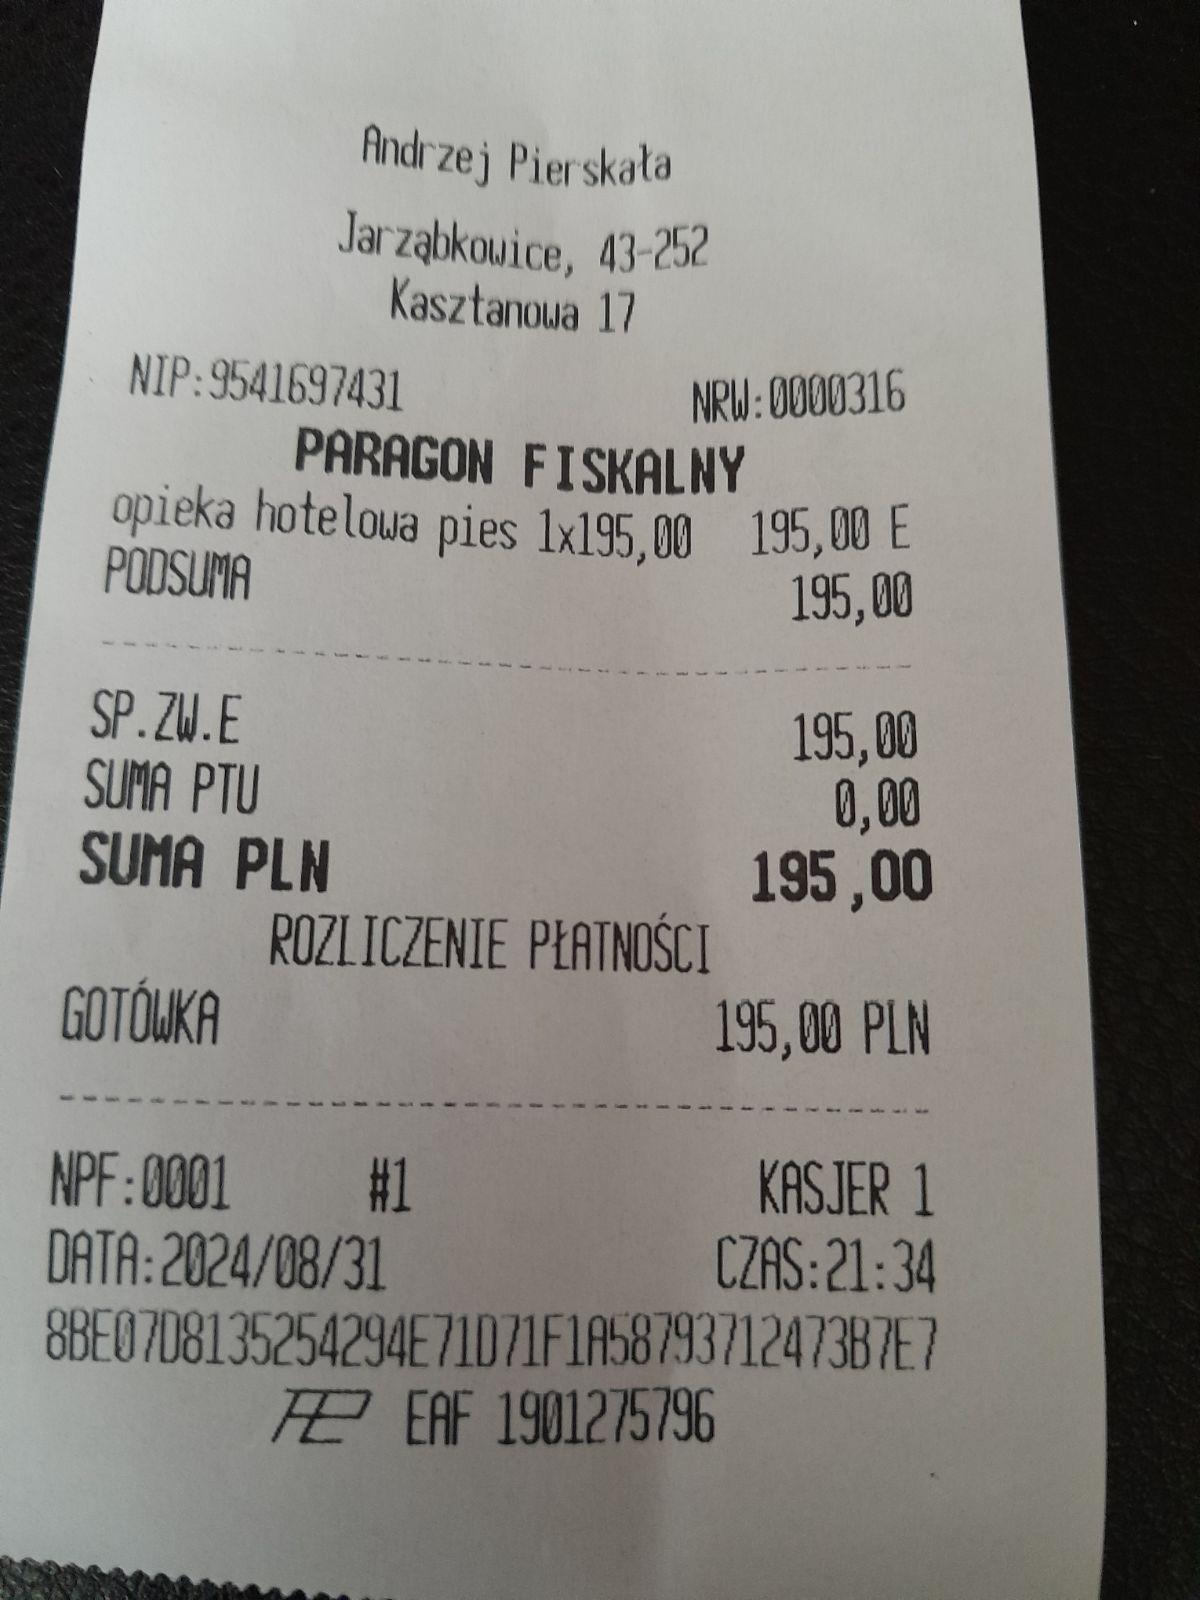 Andrzej Pierskała
Jarząbkowice, 43-252
Kasztanowa 17
NIP:9541697431 NRW:0000316
PARAGON FISKALNY
opieka hotelowa pies 1x195,00 195,00 E
PODSUMA 195,00
SP.ZW.E 195,00
SUMA PTU 0,00
SUMA PLN 195,00
ROZLICZENIE PŁATNOŚCI
GOTÓWKA 195,00 PLN
NPF:0001 #1 KASJER 1
DATA:2024/08/31 CZAS:21:34
8BE07D8135254294E71D71F1A58793712473B7E7
EAF 1901275796